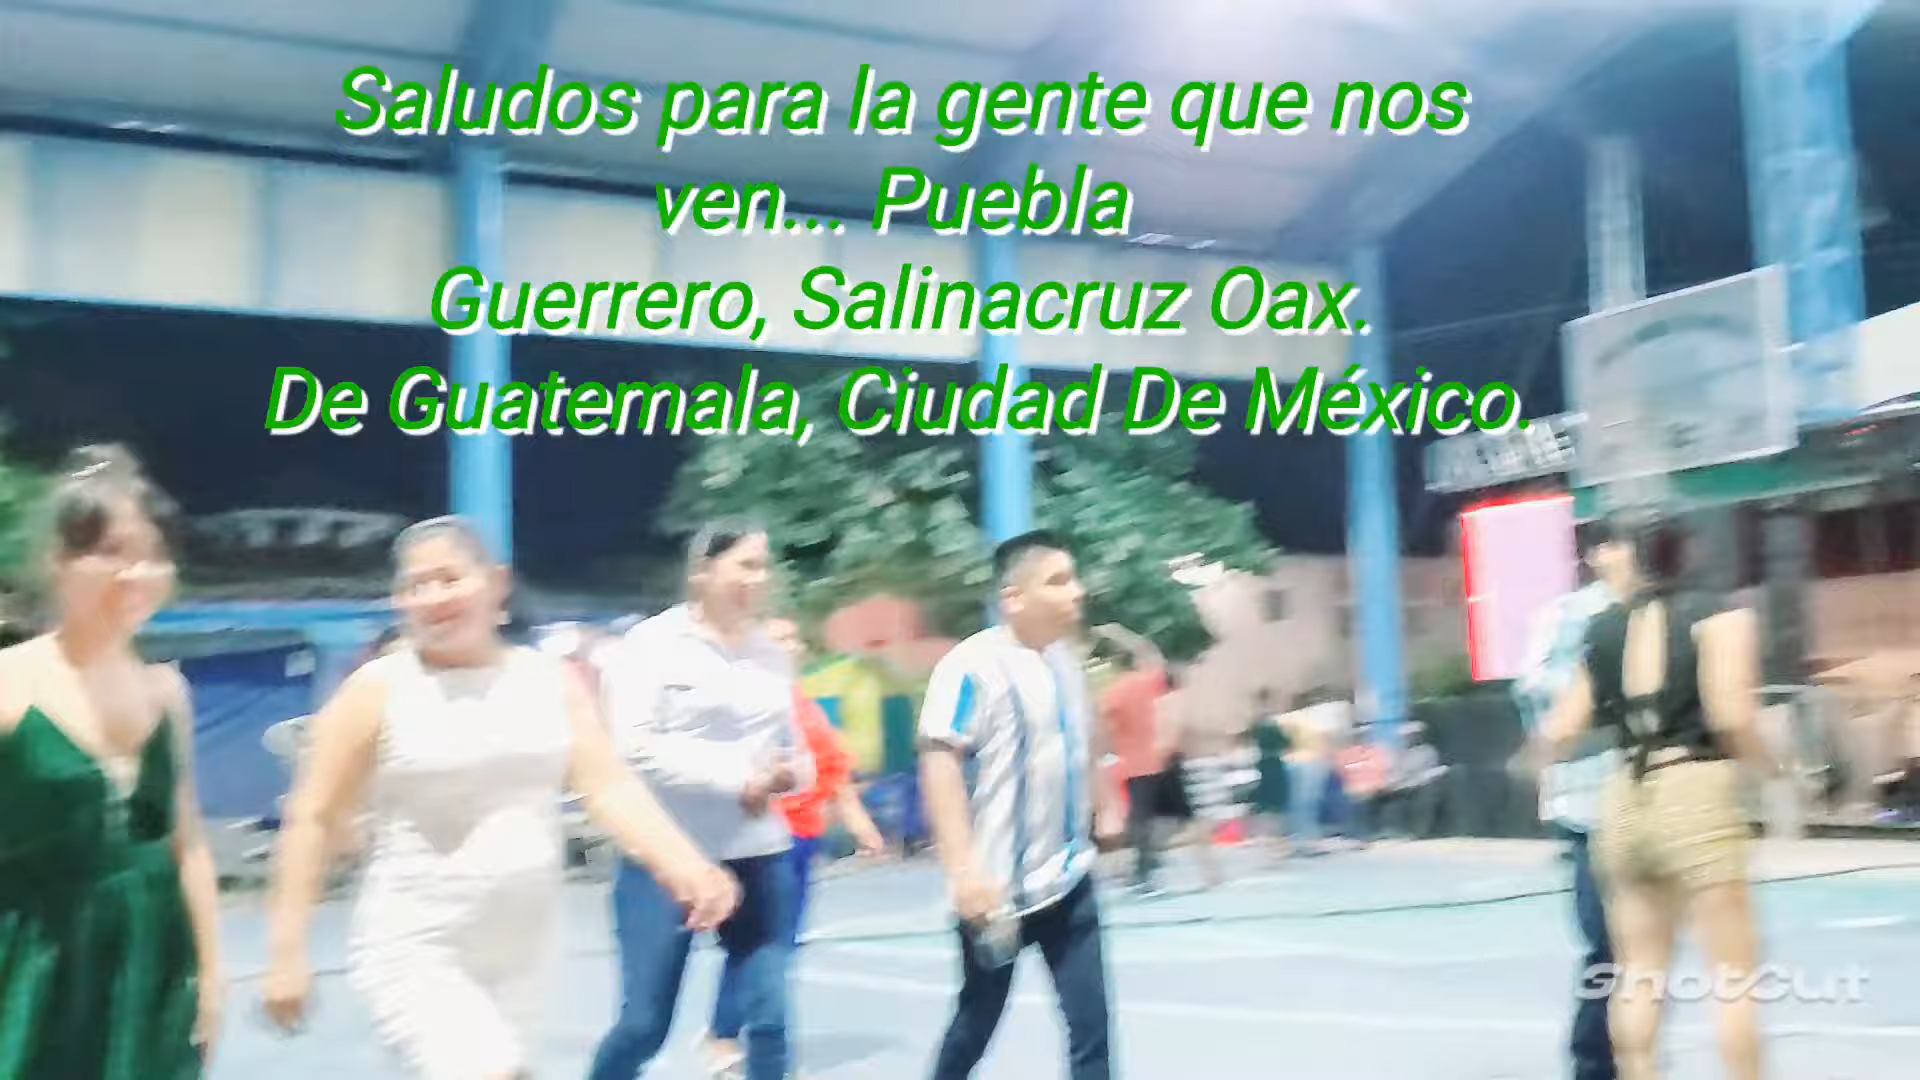 Saludos para la gente que nos
ven... Puebla
Guerrero, Salinacruz Oax.
De Guatemala, Ciudad De México.
ShotCut